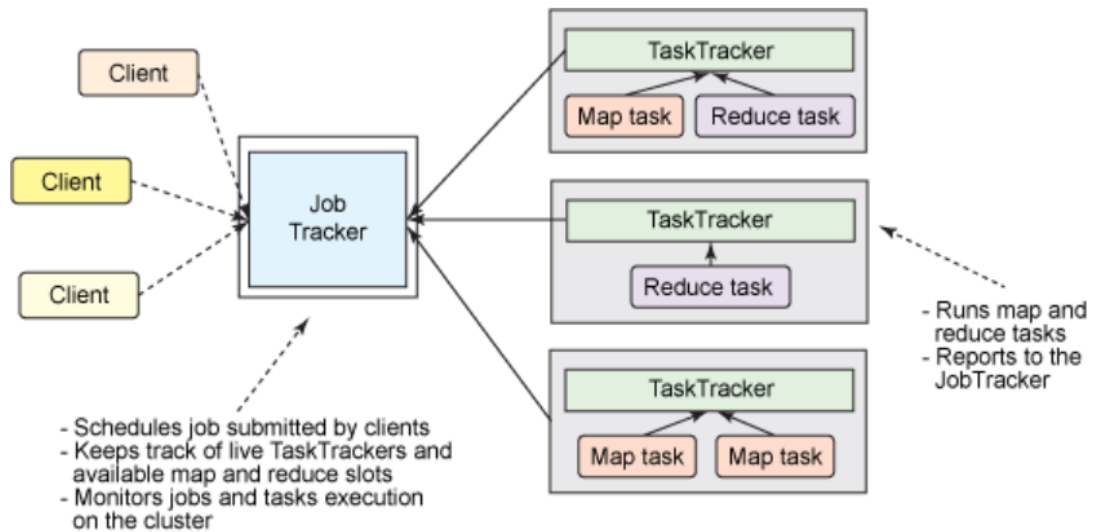 Client
Client
Client
Job
Tracker
- Schedules job submitted by clients
- Keeps track of live TaskTrackers and
available map and reduce slots
- Monitors jobs and tasks execution
on the cluster
TaskTracker
Map task
Reduce task
TaskTracker
Reduce task
TaskTracker
Map task
Map task
- Runs map and
reduce tasks
- Reports to the
JobTracker